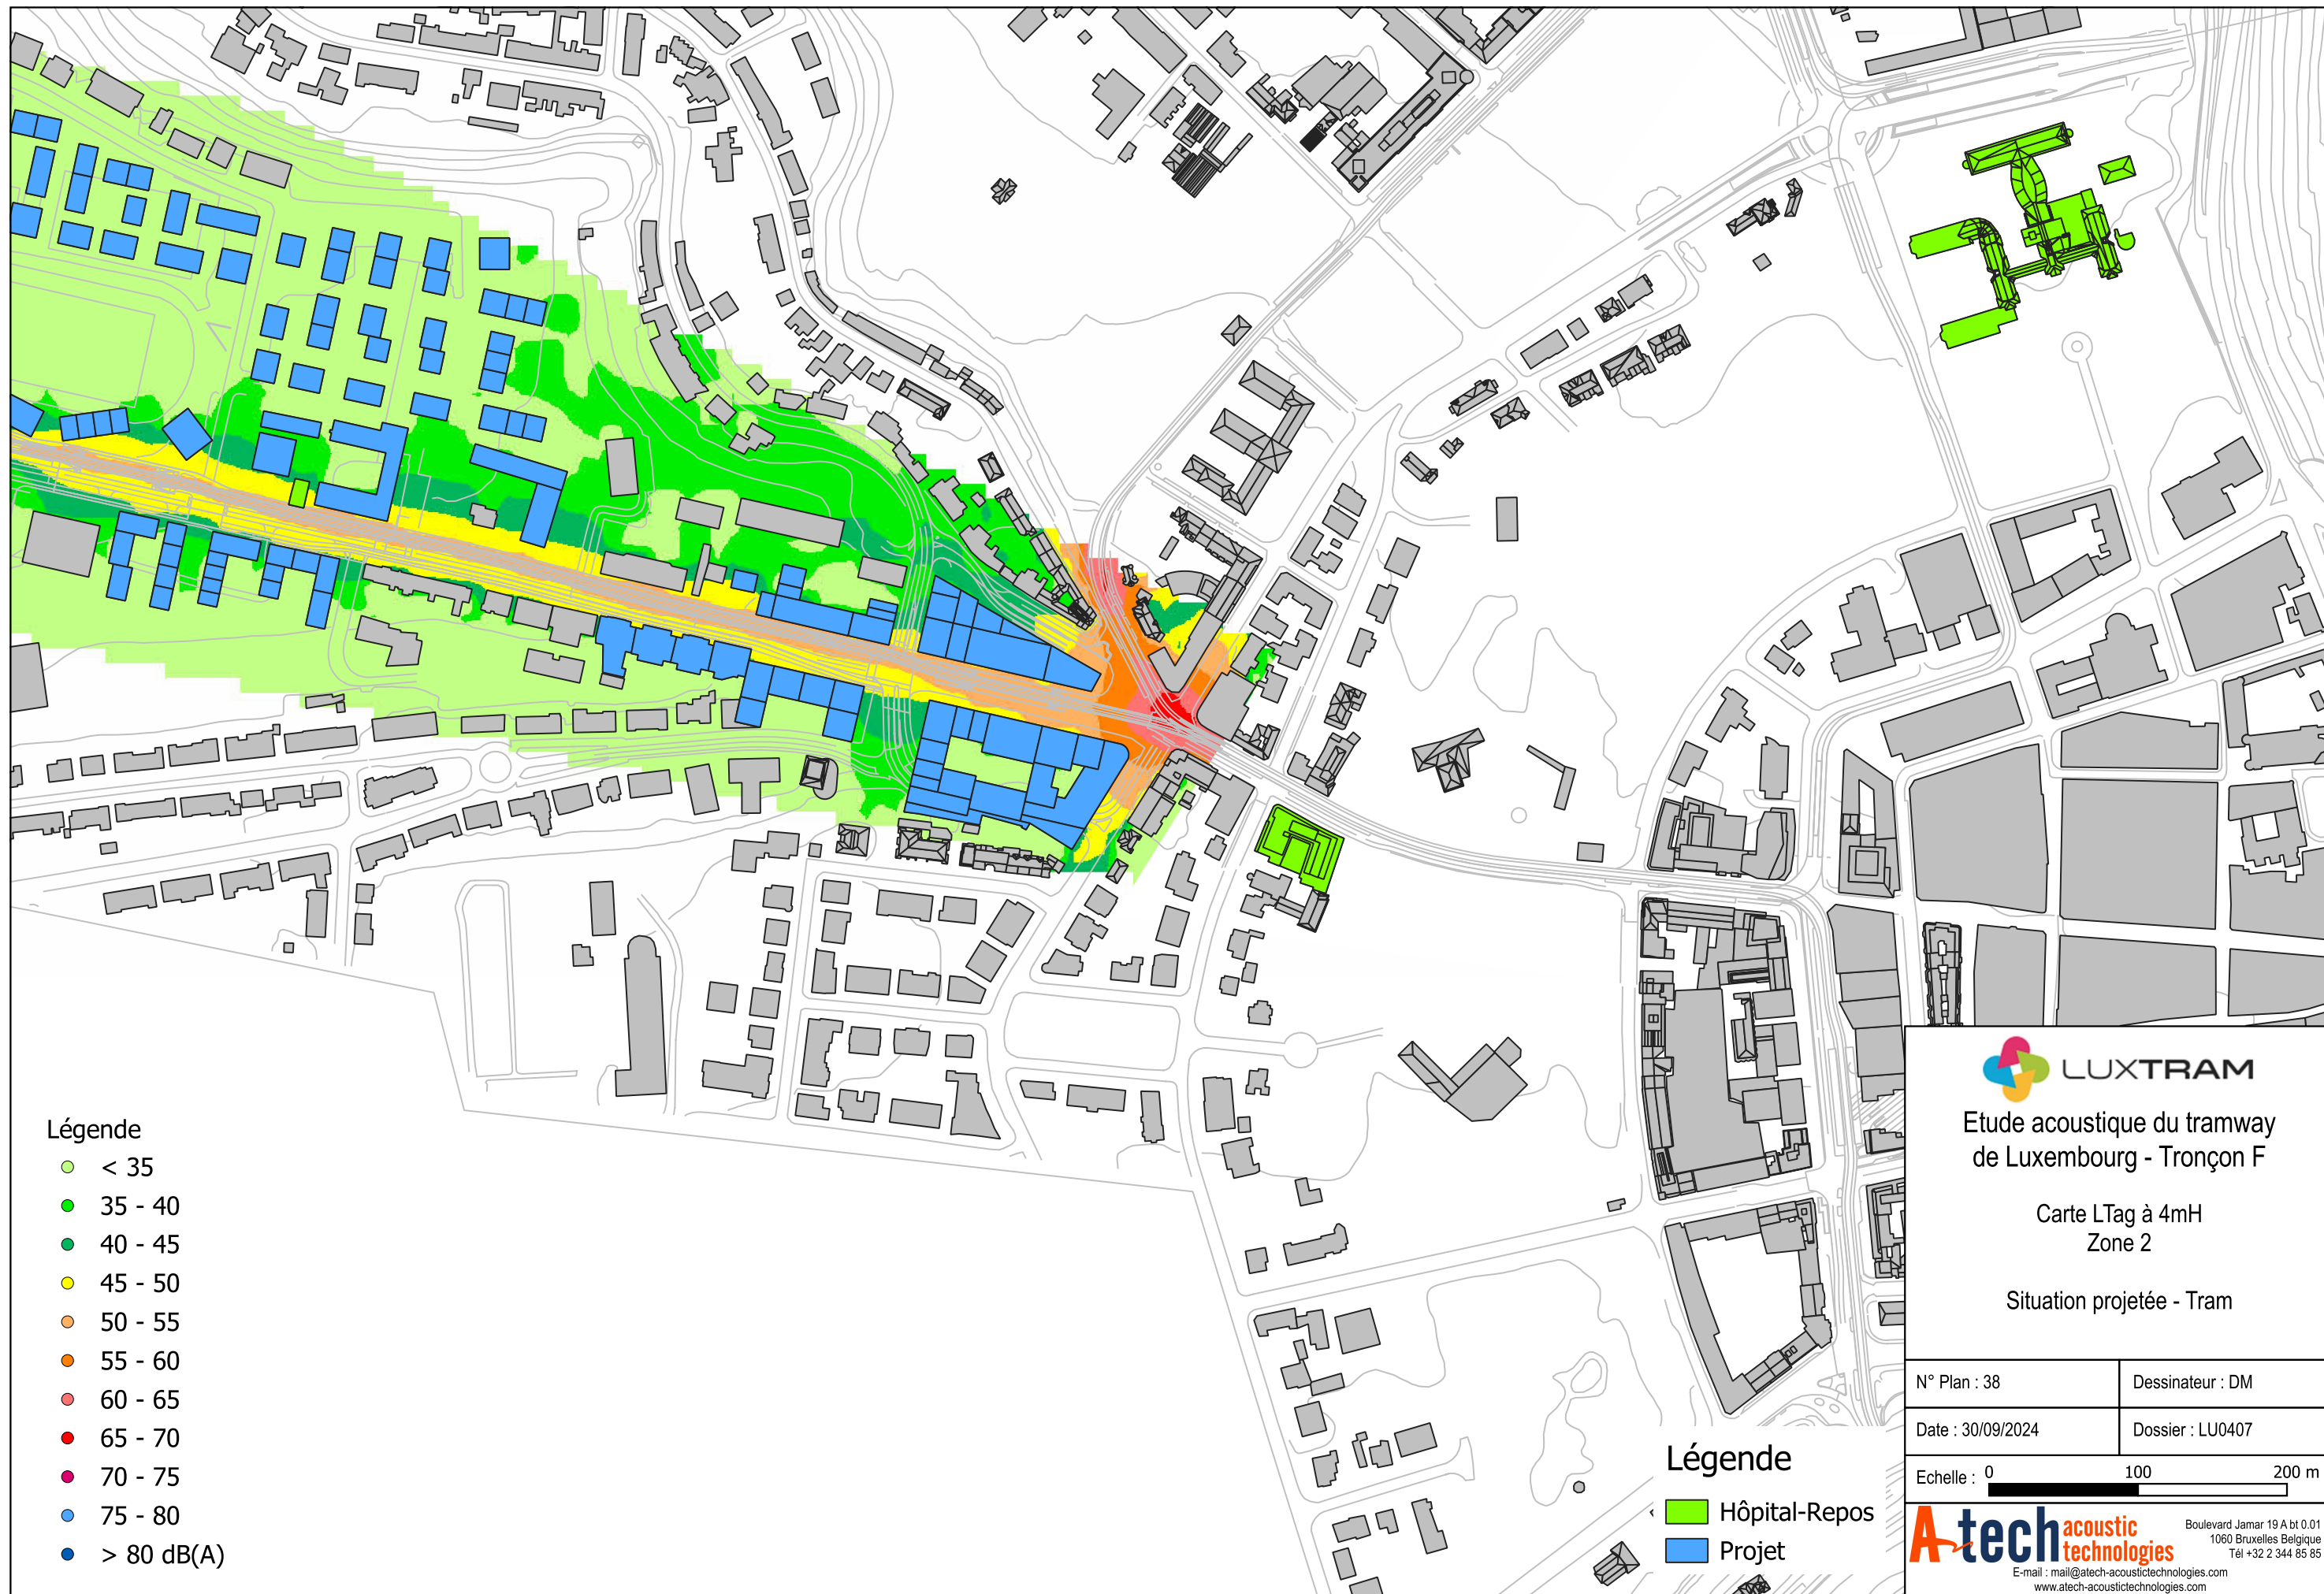 Légende
< 35
35 - 40
40 - 45
45 - 50
50 - 55
55 - 60
60 - 65
65 - 70
70 - 75
75 - 80
> 80 dB(A)
Légende
Hôpital-Repos
Projet
LUXTRAM
Etude acoustique du tramway
de Luxembourg - Tronçon F
Carte LTag à 4mH
Zone 2
Situation projetée - Tram
N° Plan : 38
Dessinateur : DM
Date : 30/09/2024
Dossier : LU0407
Echelle : 0 100 200 m
A-tech acoustic technologies
Boulevard Jamar 19 A bt 0.01
1060 Bruxelles Belgique
Tél +32 2 344 85 85
E-mail : mail@atech-acoustictechnologies.com
www.atech-acoustictechnologies.com